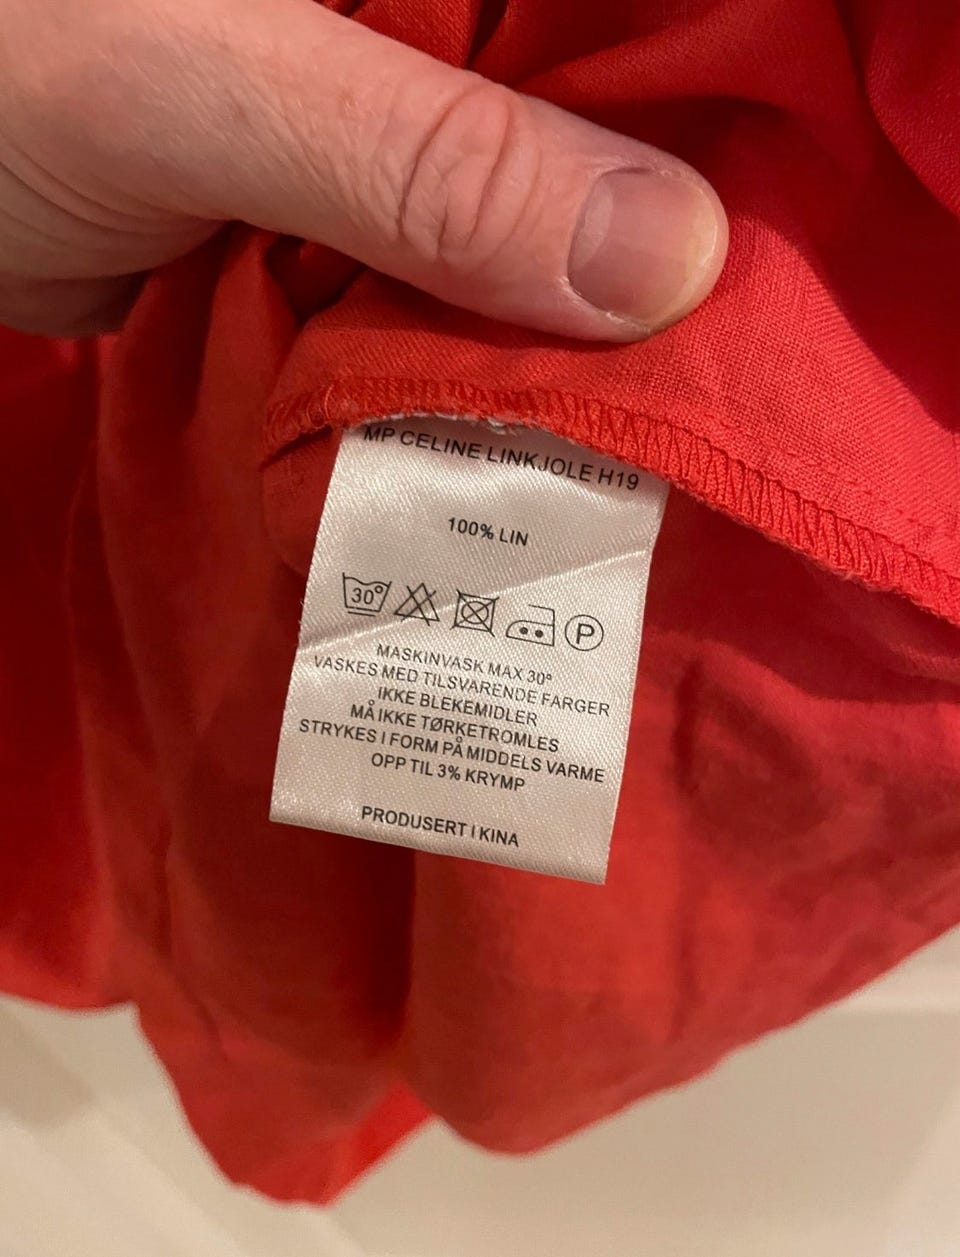 MP CELINE LINKJOLE H19
100% LIN
30° P
MASKINVASK MAX 30°
VASKES MED TILSVARENDE FARGER
IKKE BLEKEMIDLER
MÅ IKKE TØRKETROMLES
STRYKES I FORM PÅ MIDDELS VARME
OPP TIL 3% KRYMP
PRODUSERT I KINA